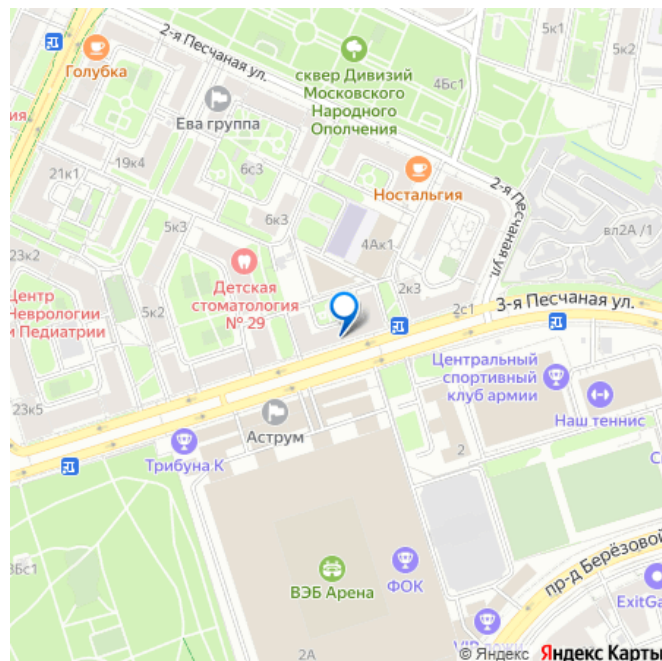 2-я Песчаная ул.
5к1
5к2
Голубка
сквер Дивизий
Московского
Народного
Ополчения
4Бс1
Ева группа
ия
19к4
21к1
6с3
Ностальгия
2-я Песчаная ул.
вл2А /1
5к3
6к3
4Ак1
23к2
Детская
стоматология
№ 29
2к3
Центр
Неврологии
и Педиатрии
5к2
2с1
3-я Песчаная ул.
Центральный
спортивный
клуб армии
Наш теннис
23к5
Аструм
Трибуна К
2
ВЭБ Арена
ФОК
пр-д Берёзовой
ExitGa
2А
© Яндекс Яндекс Карты